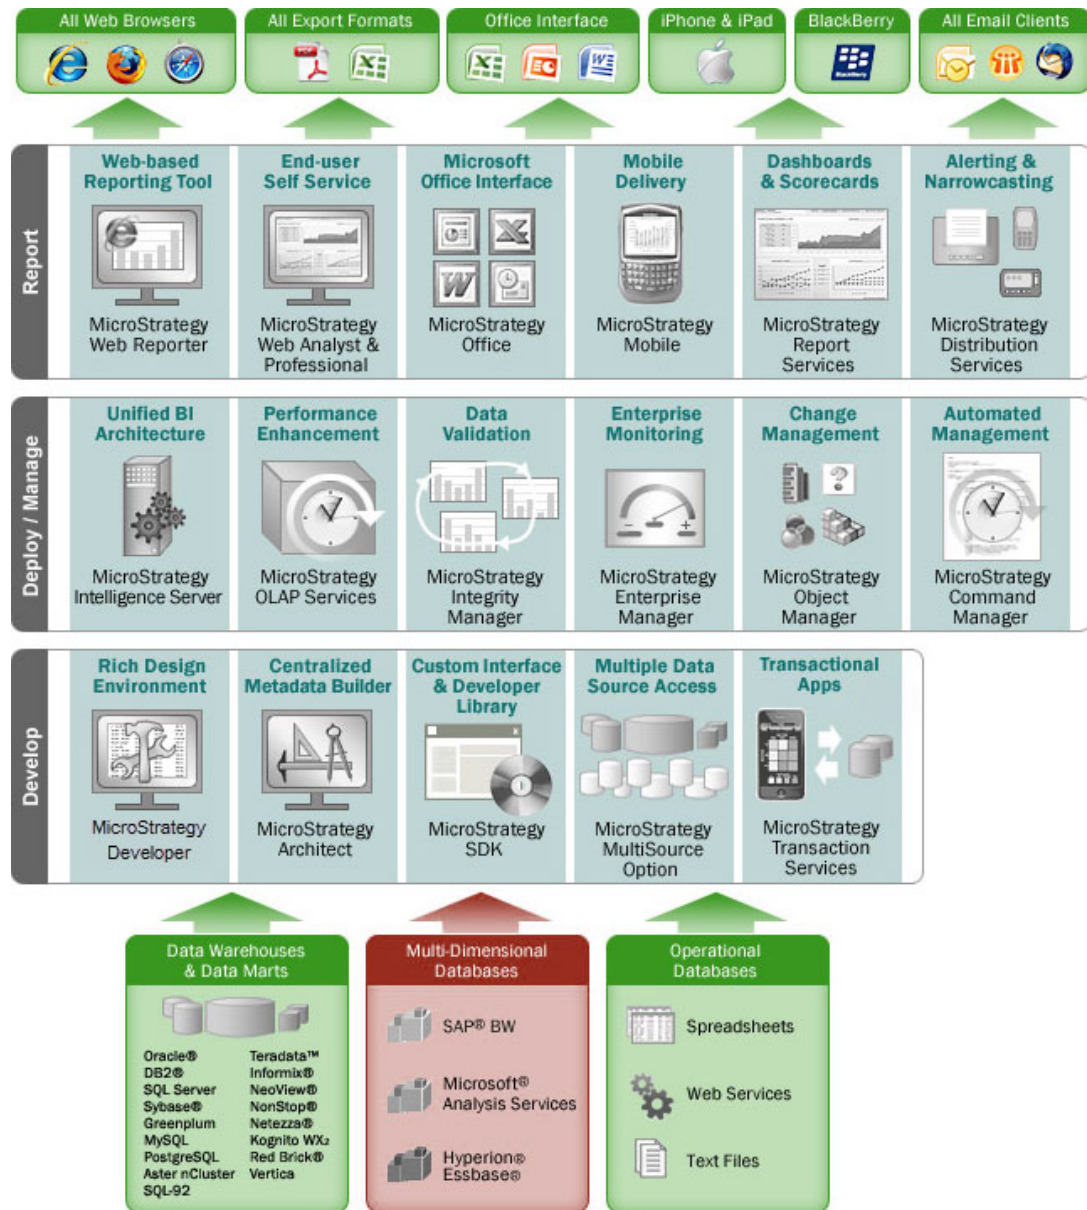 All Web Browsers
All Export Formats
Office Interface
iPhone & iPad
BlackBerry
All Email Clients
BlackBerry
Report
Web-based
Reporting Tool
MicroStrategy
Web Reporter
End-user
Self Service
MicroStrategy
Web Analyst &
Professional
Microsoft
Office Interface
MicroStrategy
Office
Mobile
Delivery
MicroStrategy
Mobile
Dashboards
& Scorecards
MicroStrategy
Report
Services
Alerting &
Narrowcasting
MicroStrategy
Distribution
Services
Deploy / Manage
Unified BI
Architecture
MicroStrategy
Intelligence Server
Performance
Enhancement
MicroStrategy
OLAP Services
Data
Validation
MicroStrategy
Integrity
Manager
Enterprise
Monitoring
MicroStrategy
Enterprise
Manager
Change
Management
MicroStrategy
Object
Manager
Automated
Management
MicroStrategy
Command
Manager
Develop
Rich Design
Environment
MicroStrategy
Developer
Centralized
Metadata Builder
MicroStrategy
Architect
Custom Interface
& Developer
Library
MicroStrategy
SDK
Multiple Data
Source Access
MicroStrategy
MultiSource
Option
Transactional
Apps
MicroStrategy
Transaction
Services
Data Warehouses
& Data Marts
Oracle®
DB2®
SQL Server
Sybase®
Greenplum
MySQL
PostgreSQL
Aster nCluster
SQL-92
Teradata™
Informix®
NeoView®
NonStop®
Netezza®
Kognito WX₂
Red Brick®
Vertica
Multi-Dimensional
Databases
SAP® BW
Microsoft®
Analysis Services
Hyperion®
Essbase®
Operational
Databases
Spreadsheets
Web Services
Text Files